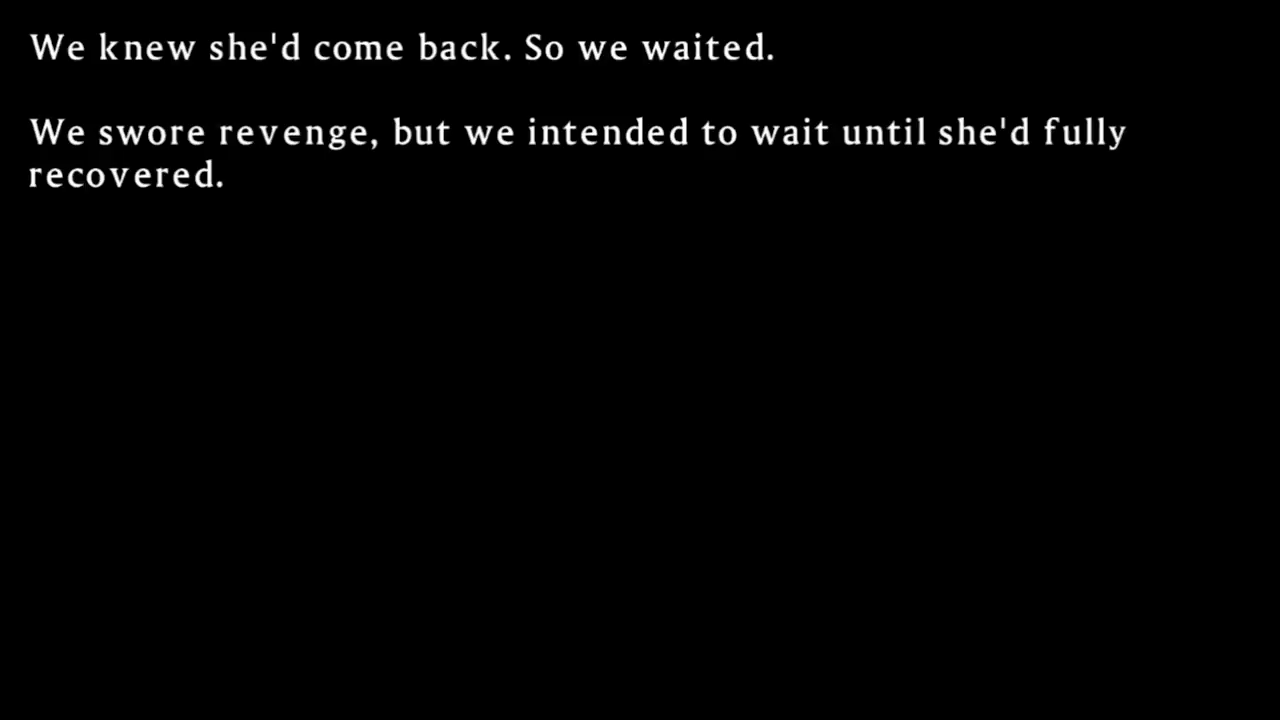 We knew she'd come back. So we waited.
We swore revenge, but we intended to wait until she'd fully
recovered.